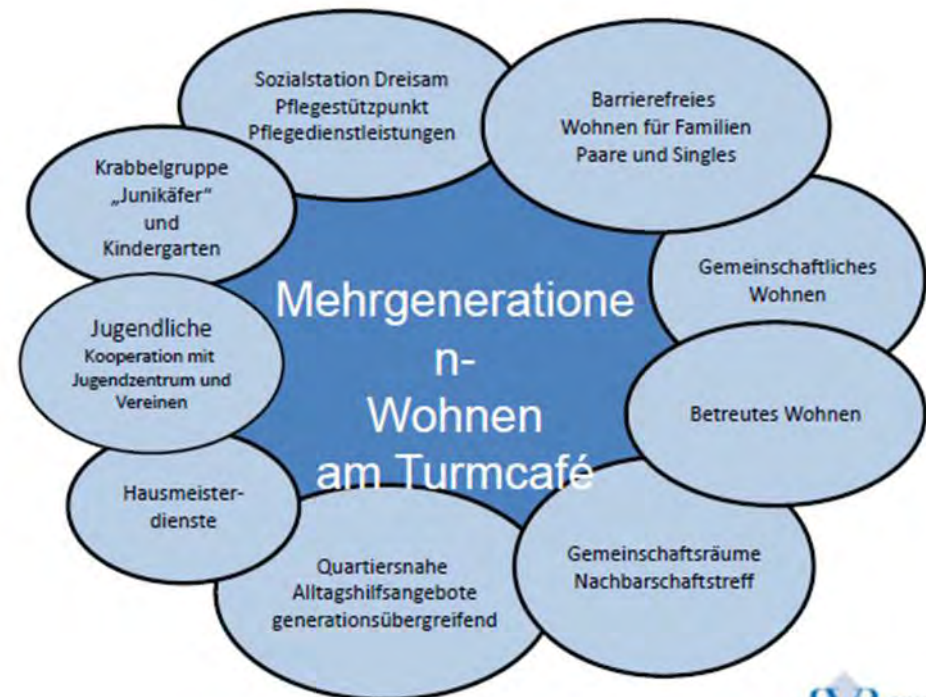 Sozialstation Dreisam
Pflegestützpunkt
Pflegedienstleistungen
Barrierefreies
Wohnen für Familien
Paare und Singles
Krabbelgruppe
„Junikäfer“
und
Kindergarten
Gemeinschaftliches
Wohnen
Mehrgeneratione
n-
Wohnen
am Turmcafé
Jugendliche
Kooperation mit
Jugendzentrum und
Vereinen
Betreutes Wohnen
Hausmeister-
dienste
Gemeinschaftsräume
Nachbarschaftstreff
Quartiersnahe
Alltagshilfsangebote
generationsübergreifend